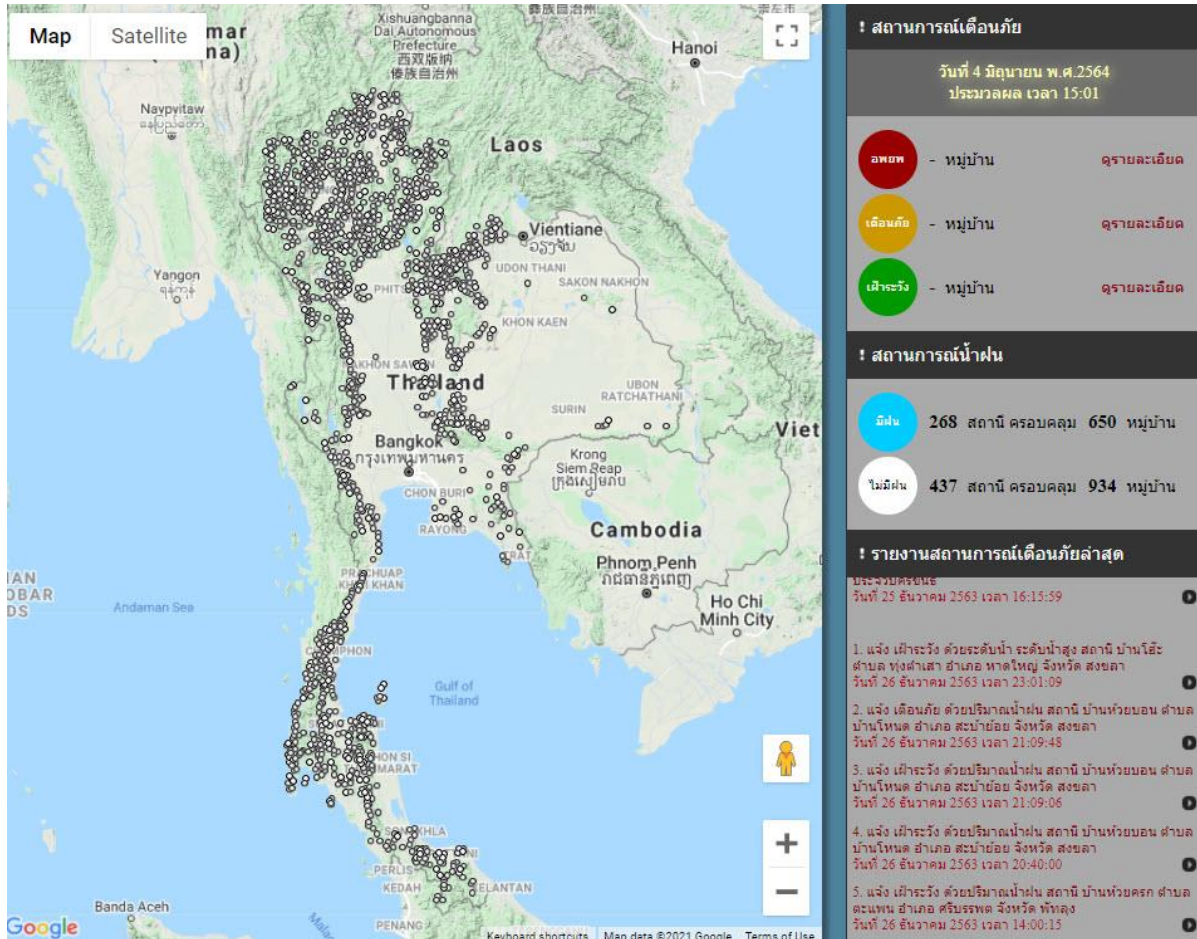 Map
Satellite
Xishuangbanna
Dai Autonomous
Prefecture
西双版纳
傣族自治州
Hanoi
Laos
Vientiane
ວຽງຈັນ
UDON THANI
SAKON NAKHON
Yangon
ရန်ကုန်
KHON KAEN
Thailand
UBON
RATCHATHANI
SURIN
Viet
Bangkok
กรุงเทพมหานคร
Krong
Siem Reap
ក្រុងសៀមរាប
CHON BURI
RAYONG
TRAT
Cambodia
Phnom Penh
រាជធានីភ្នំពេញ
KHIRI KHAN
Andaman Sea
Ho Chi
Minh City
Gulf of
Thailand
PERLIS
KEDAH
KELANTAN
Banda Aceh
PENANG
Google
Keyboard shortcuts
Map data ©2021 Google
Terms of Use
! สถานการณ์เตือนภัย
วันที่ 4 มิถุนายน พ.ศ.2564
ประมวลผล เวลา 15:01
อพยพ - หมู่บ้าน ดูรายละเอียด
เตือนภัย - หมู่บ้าน ดูรายละเอียด
เฝ้าระวัง - หมู่บ้าน ดูรายละเอียด
! สถานการณ์น้ำฝน
มีฝน 268 สถานี ครอบคลุม 650 หมู่บ้าน
ไม่มีฝน 437 สถานี ครอบคลุม 934 หมู่บ้าน
! รายงานสถานการณ์เตือนภัยล่าสุด
วันที่ 25 ธันวาคม 2563 เวลา 16:15:59
1. แจ้ง เฝ้าระวัง ด้วยระดับน้ำ ระดับน้ำสูง สถานี บ้านโฮ๊ะ
ตำบล ทุ่งตำเสา อำเภอ หาดใหญ่ จังหวัด สงขลา
วันที่ 26 ธันวาคม 2563 เวลา 23:01:09
2. แจ้ง เตือนภัย ด้วยปริมาณน้ำฝน สถานี บ้านห้วยบอน ตำบล
บ้านโหนด อำเภอ สะบ้าย้อย จังหวัด สงขลา
วันที่ 26 ธันวาคม 2563 เวลา 21:09:48
3. แจ้ง เฝ้าระวัง ด้วยปริมาณน้ำฝน สถานี บ้านห้วยบอน ตำบล
บ้านโหนด อำเภอ สะบ้าย้อย จังหวัด สงขลา
วันที่ 26 ธันวาคม 2563 เวลา 21:09:06
4. แจ้ง เฝ้าระวัง ด้วยปริมาณน้ำฝน สถานี บ้านห้วยบอน ตำบล
บ้านโหนด อำเภอ สะบ้าย้อย จังหวัด สงขลา
วันที่ 26 ธันวาคม 2563 เวลา 20:40:00
5. แจ้ง เฝ้าระวัง ด้วยปริมาณน้ำฝน สถานี บ้านห้วยครก ตำบล
ตะแพน อำเภอ ศรีบรรพต จังหวัด พัทลุง
วันที่ 26 ธันวาคม 2563 เวลา 14:00:15